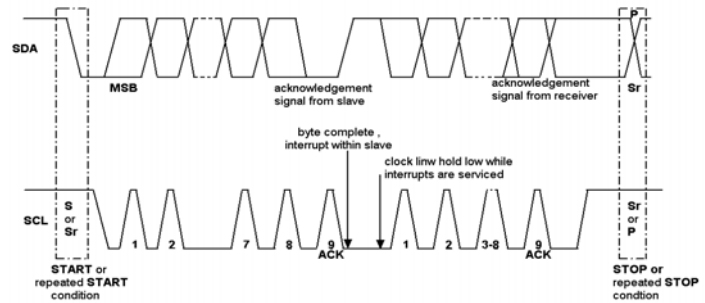 P
SDA
MSB
acknowledgement
signal from slave
acknowledgement
signal from receiver
Sr
byte complete ,
interrupt within slave
clock linw hold low while
interrupts are serviced
SCL
S
or
Sr
1
2
7
8
9
ACK
1
2
3-8
9
ACK
Sr
or
P
START or
repeated START
condition
STOP or
repeated STOP
condtion